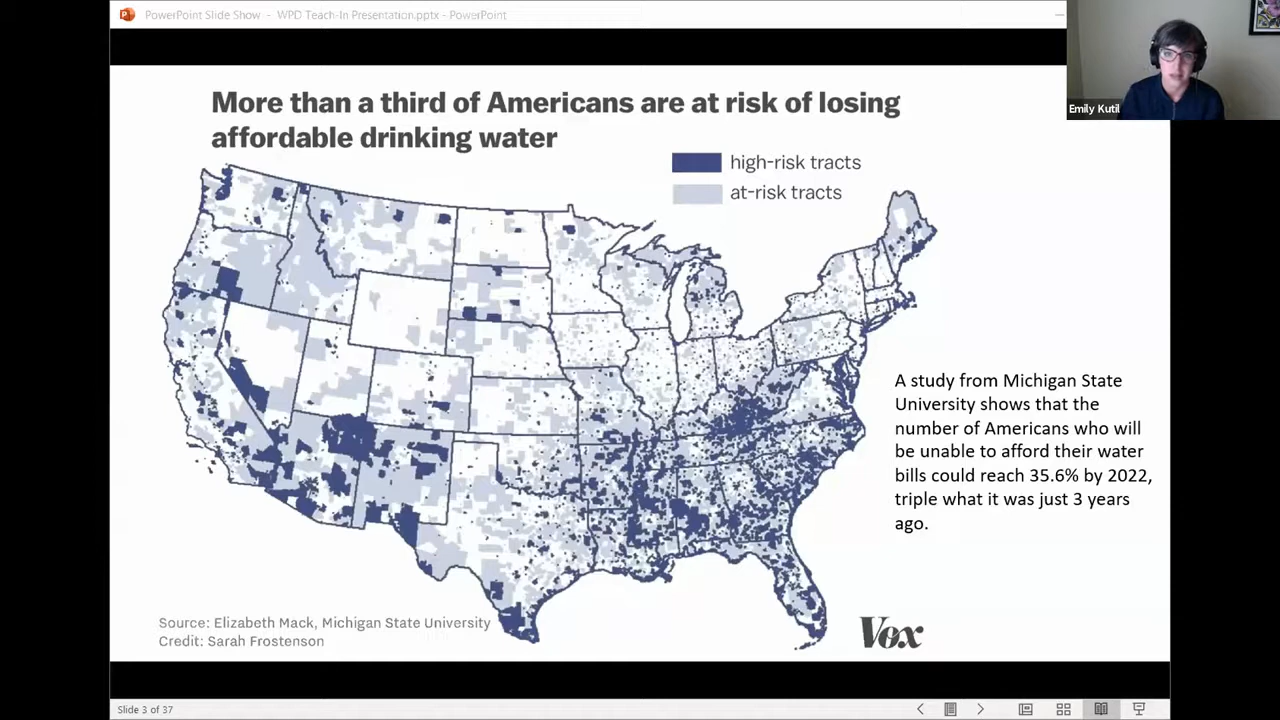 PowerPoint Slide Show - WPD Teach-In Presentation.pptx - PowerPoint
Emily Kutil
More than a third of Americans are at risk of losing
affordable drinking water
high-risk tracts
at-risk tracts
A study from Michigan State
University shows that the
number of Americans who will
be unable to afford their water
bills could reach 35.6% by 2022,
triple what it was just 3 years
ago.
Source: Elizabeth Mack, Michigan State University
Credit: Sarah Frostenson
Vox
Slide 3 of 37